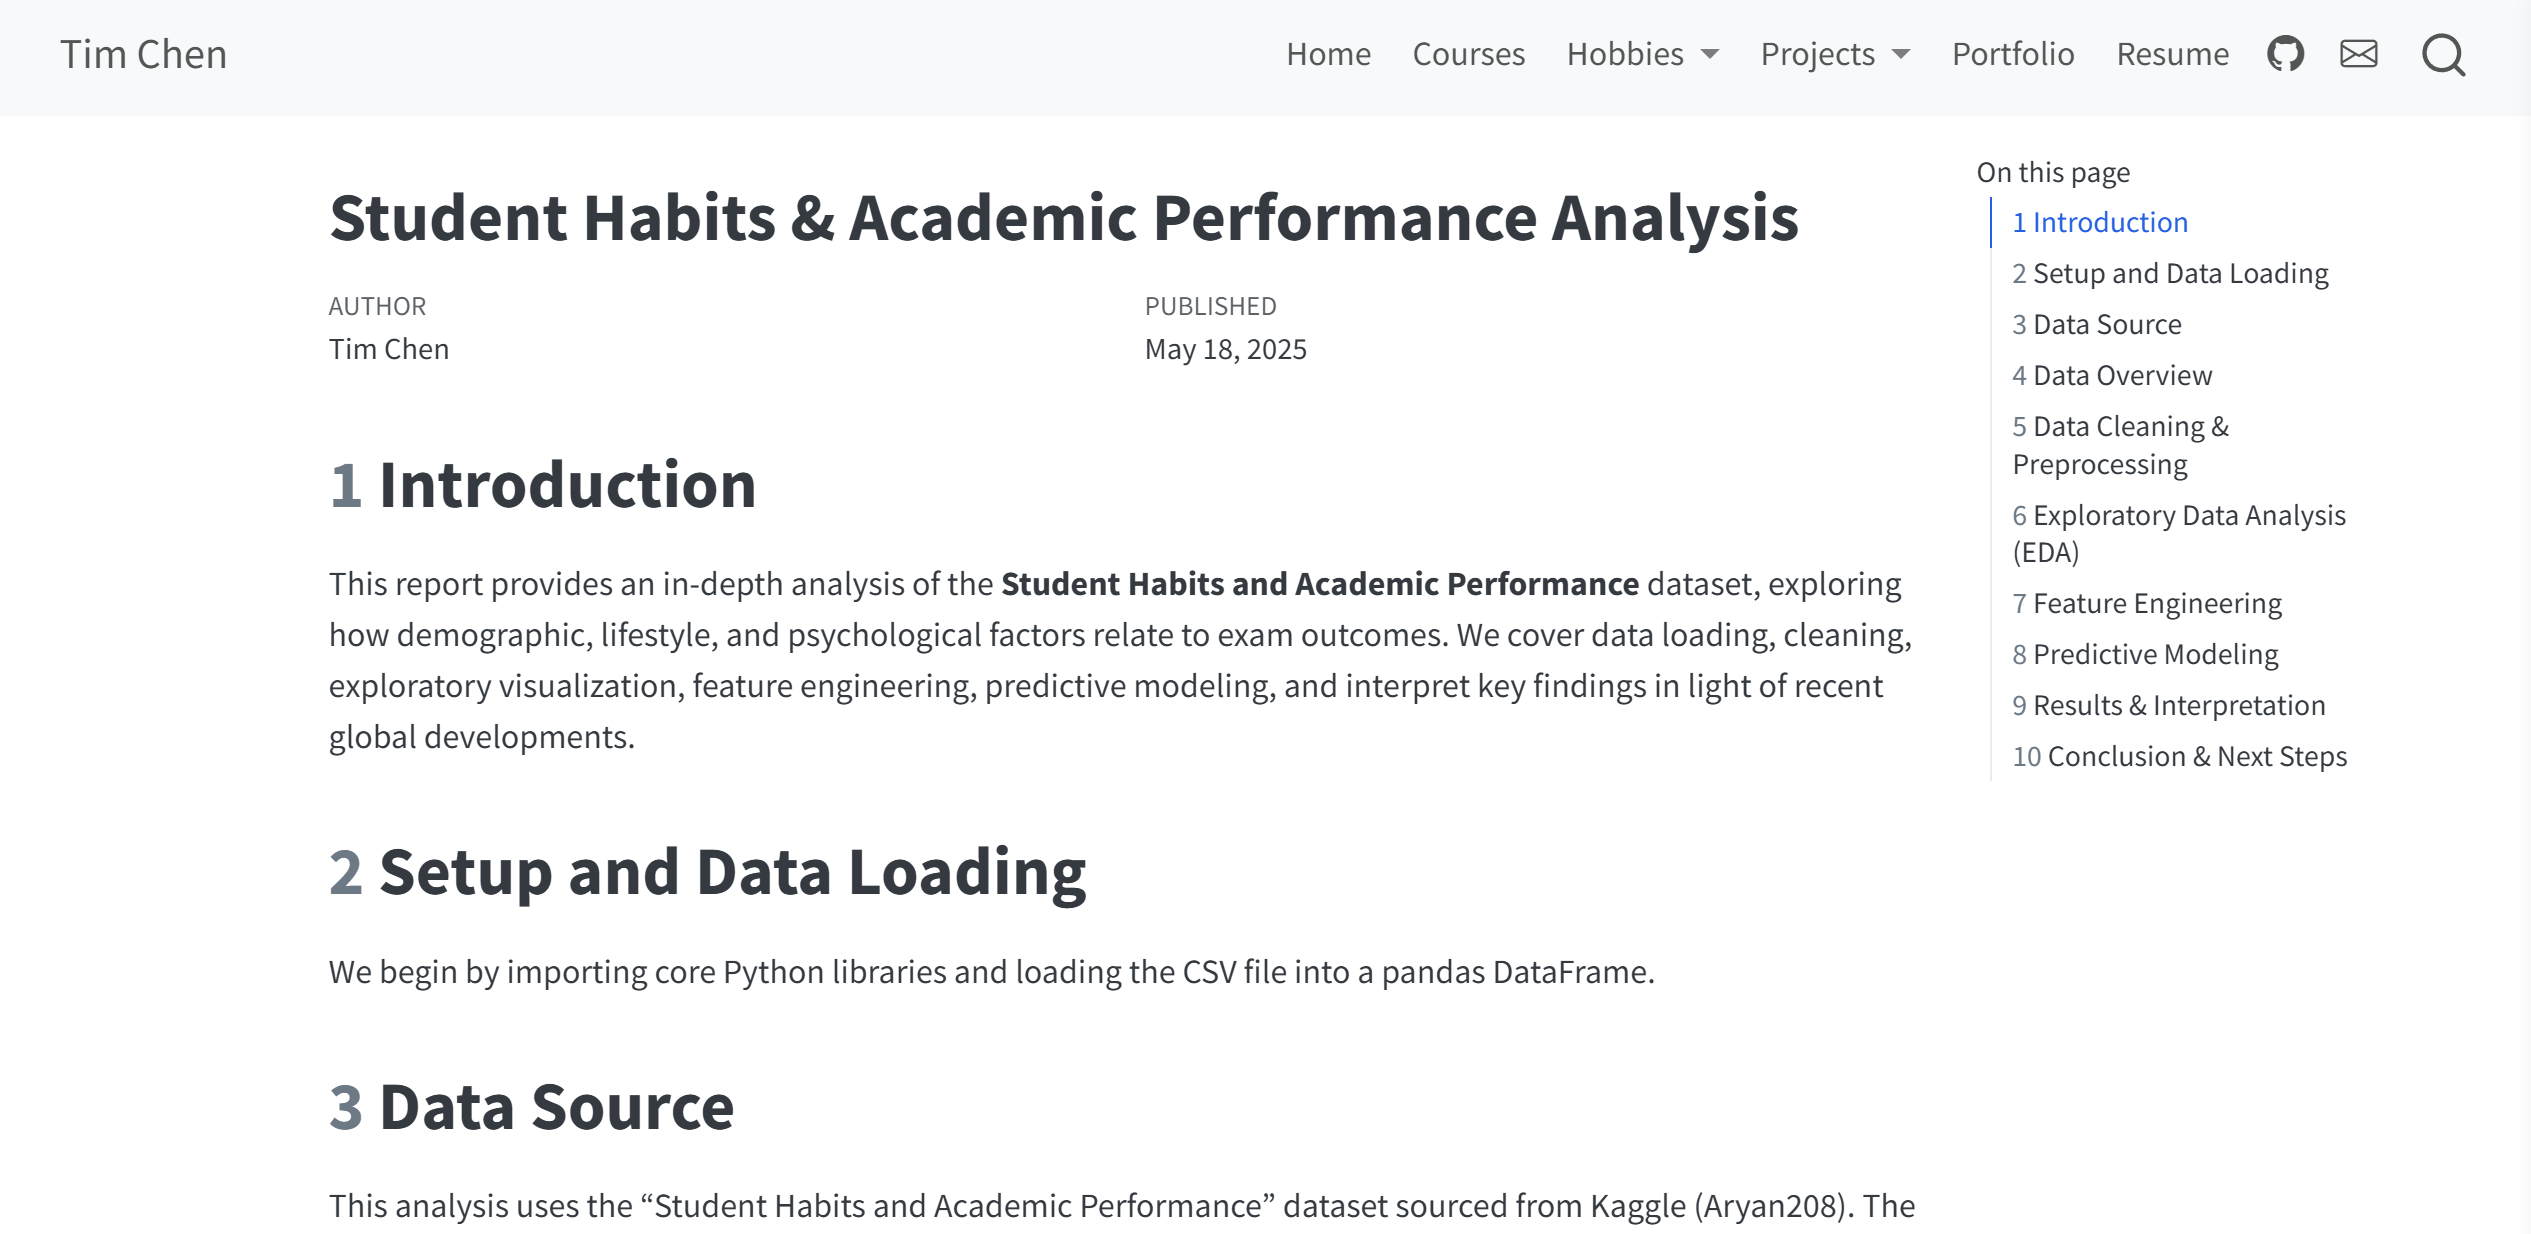 Tim Chen
Home Courses Hobbies Projects Portfolio Resume
Student Habits & Academic Performance Analysis
AUTHOR
Tim Chen
PUBLISHED
May 18, 2025
1 Introduction
This report provides an in-depth analysis of the Student Habits and Academic Performance dataset, exploring
how demographic, lifestyle, and psychological factors relate to exam outcomes. We cover data loading, cleaning,
exploratory visualization, feature engineering, predictive modeling, and interpret key findings in light of recent
global developments.
2 Setup and Data Loading
We begin by importing core Python libraries and loading the CSV file into a pandas DataFrame.
3 Data Source
This analysis uses the “Student Habits and Academic Performance” dataset sourced from Kaggle (Aryan208). The
On this page
1 Introduction
2 Setup and Data Loading
3 Data Source
4 Data Overview
5 Data Cleaning &
Preprocessing
6 Exploratory Data Analysis
(EDA)
7 Feature Engineering
8 Predictive Modeling
9 Results & Interpretation
10 Conclusion & Next Steps